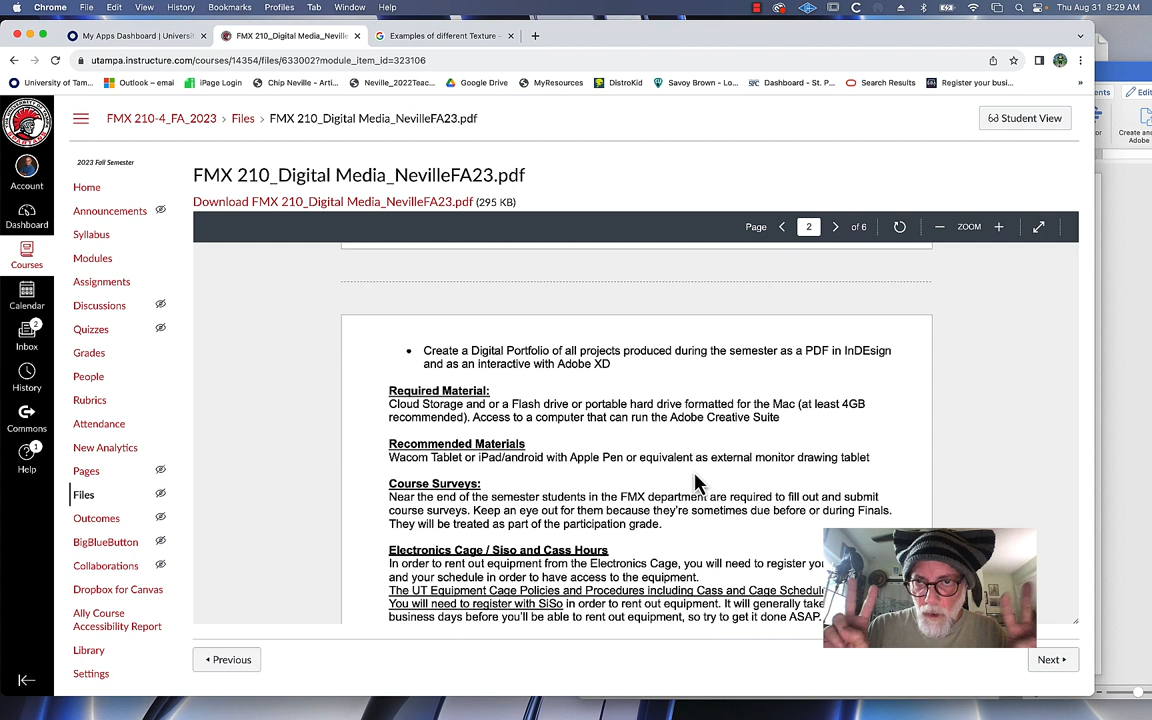 Chrome File Edit View History Bookmarks Profiles Tab Window Help Thu Aug 31 8:29 AM
My Apps Dashboard | Universit FMX 210_Digital Media_Neville Examples of different Texture -
utampa.instructure.com/courses/14354/files/633002?module_item_id=323106
University of Tam... Outlook – emai iPage Login Chip Neville - Arti... Neville_2022Teac... Google Drive MyResources DistroKid Savoy Brown - Lo... Dashboard - St. P... Search Results Register your busi... »
ents Edit
FMX 210-4_FA_2023 › Files › FMX 210_Digital Media_NevilleFA23.pdf Student View
Create and
Adobe
2023 Fall Semester
Account
Dashboard
Courses
Calendar
2
Inbox
History
Commons
1
Help
Home
Announcements
Syllabus
Modules
Assignments
Discussions
Quizzes
Grades
People
Rubrics
Attendance
New Analytics
Pages
Files
Outcomes
BigBlueButton
Collaborations
Dropbox for Canvas
Ally Course
Accessibility Report
Library
Settings
FMX 210_Digital Media_NevilleFA23.pdf
Download FMX 210_Digital Media_NevilleFA23.pdf (295 KB)
Page 2 of 6 ZOOM
• Create a Digital Portfolio of all projects produced during the semester as a PDF in InDEsign
and as an interactive with Adobe XD
Required Material:
Cloud Storage and or a Flash drive or portable hard drive formatted for the Mac (at least 4GB
recommended). Access to a computer that can run the Adobe Creative Suite
Recommended Materials
Wacom Tablet or iPad/android with Apple Pen or equivalent as external monitor drawing tablet
Course Surveys:
Near the end of the semester students in the FMX department are required to fill out and submit
course surveys. Keep an eye out for them because they're sometimes due before or during Finals.
They will be treated as part of the participation grade.
Electronics Cage / Siso and Cass Hours
In order to rent out equipment from the Electronics Cage, you will need to register you
and your schedule in order to have access to the equipment.
The UT Equipment Cage Policies and Procedures including Cass and Cage Schedule
You will need to register with SiSo in order to rent out equipment. It will generally take
business days before you'll be able to rent out equipment, so try to get it done ASAP.
Previous Next